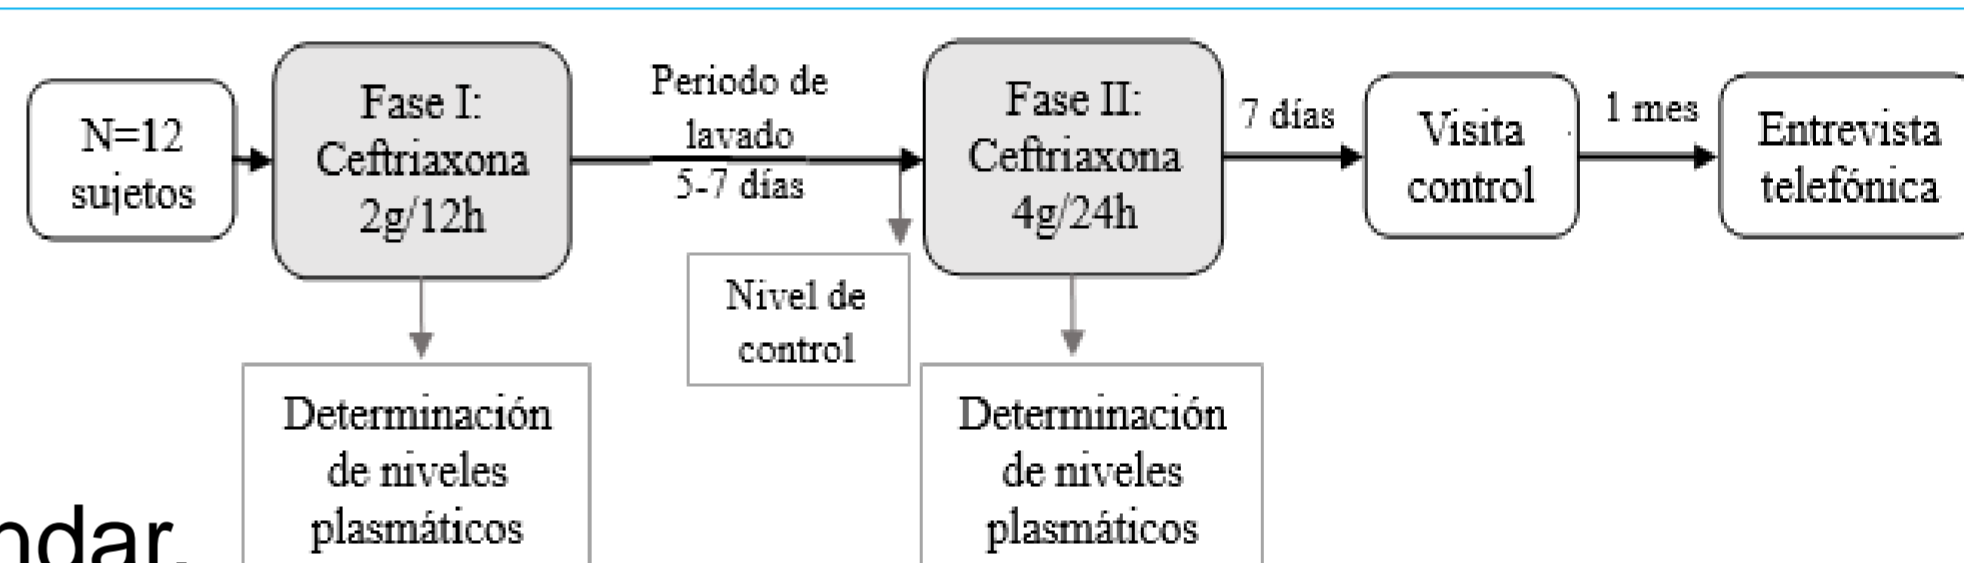 N=12
sujetos
Fase I:
Ceftriaxona
2g/12h
Periodo de
lavado
5-7 días
Nivel de
control
Fase II:
Ceftriaxona
4g/24h
7 días
Visita
control
1 mes
Entrevista
telefónica
Determinación
de niveles
plasmáticos
Determinación
de niveles
plasmáticos
ndar.